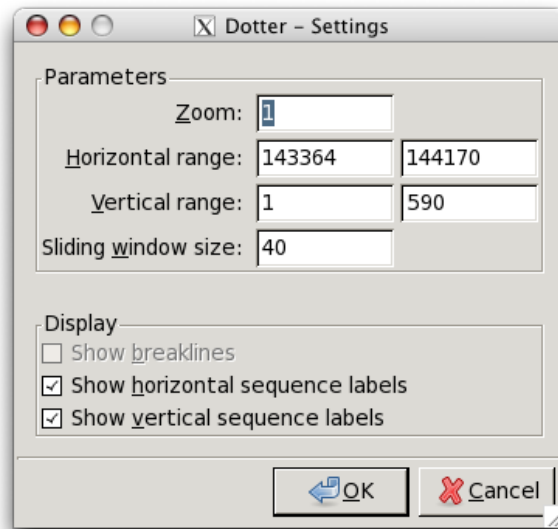 Dotter – Settings
Parameters
Zoom: 1
Horizontal range: 143364 144170
Vertical range: 1 590
Sliding window size: 40
Display
Show breaklines
Show horizontal sequence labels
Show vertical sequence labels
OK Cancel